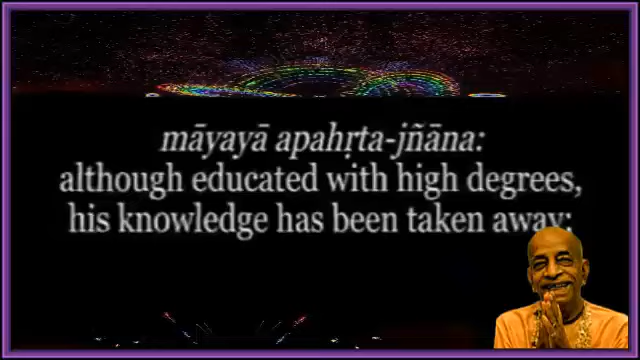 māyayā apahṛta-jñāna:
although educated with high degrees,
his knowledge has been taken away;